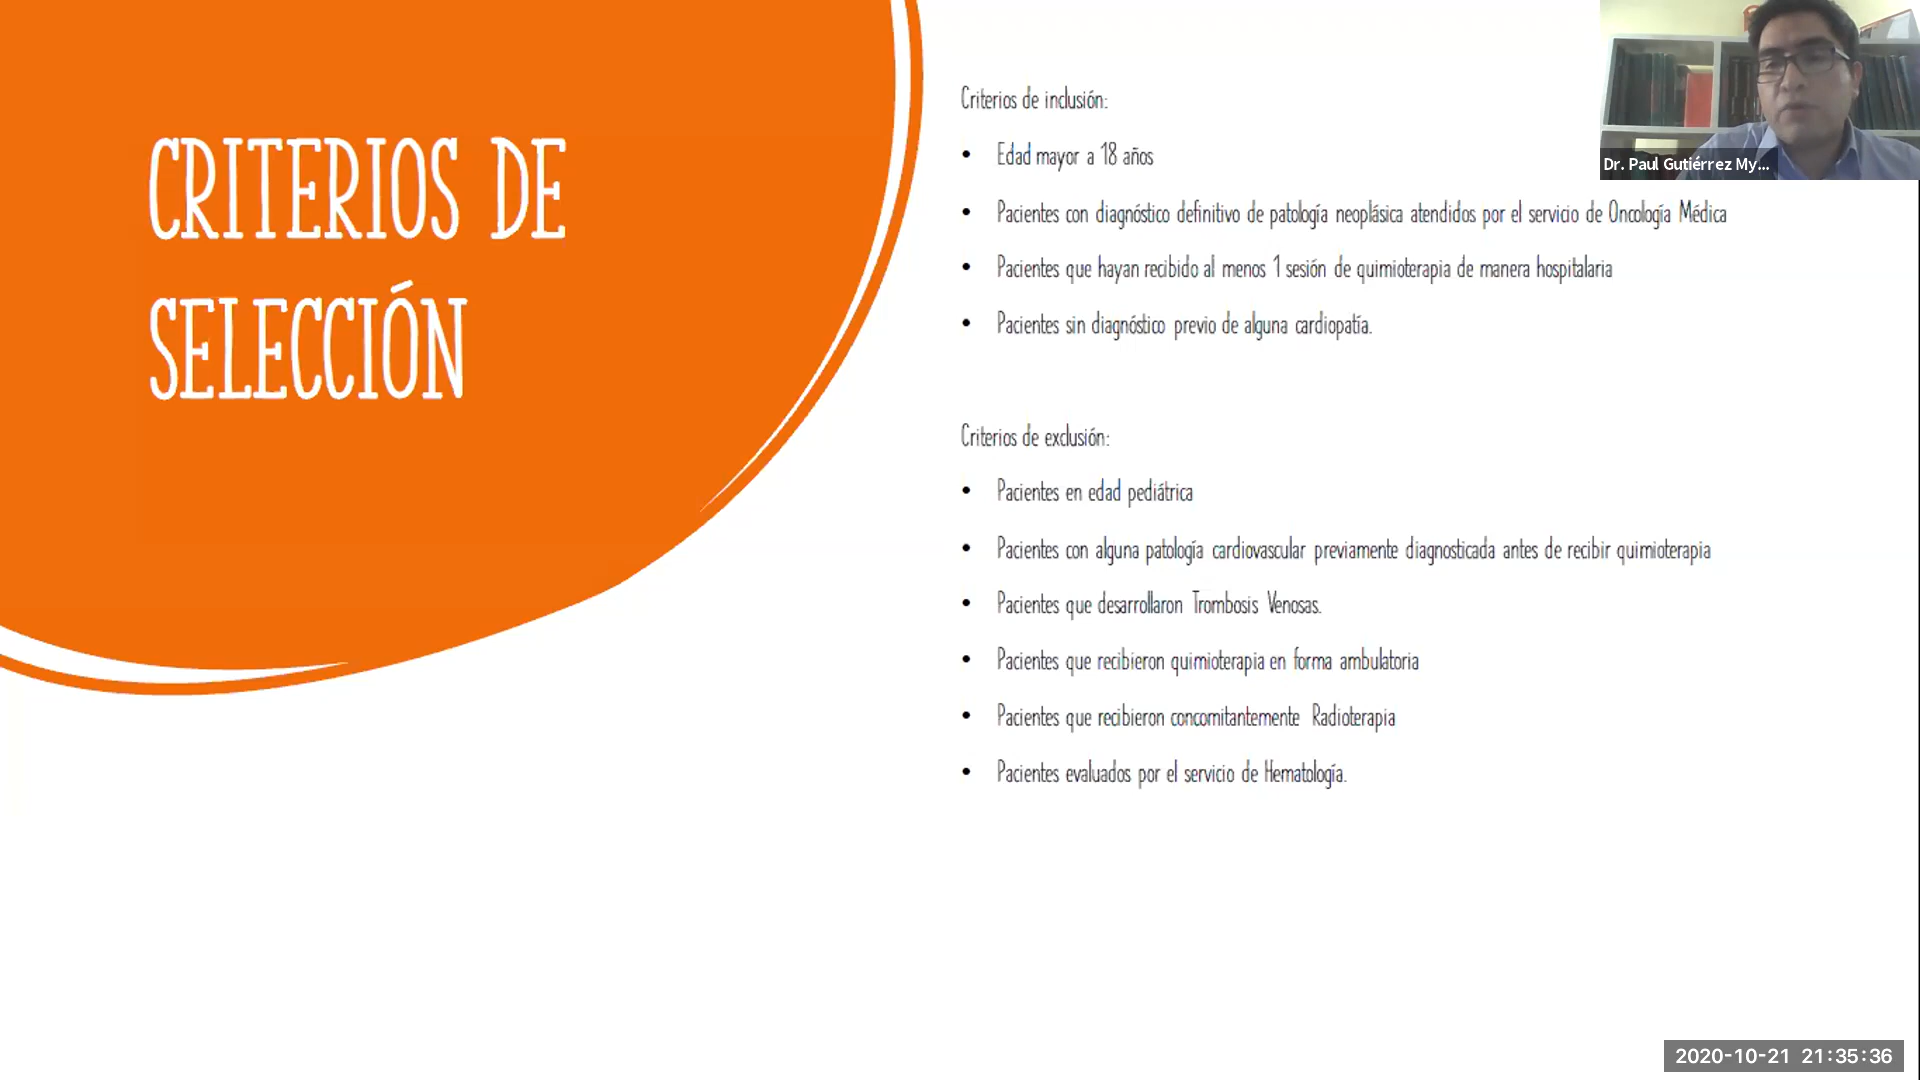 CRITERIOS DE
SELECCIÓN
Criterios de inclusión:
• Edad mayor a 18 años
• Pacientes con diagnóstico definitivo de patología neoplásica atendidos por el servicio de Oncología Médica
• Pacientes que hayan recibido al menos 1 sesión de quimioterapia de manera hospitalaria
• Pacientes sin diagnóstico previo de alguna cardiopatía.
Criterios de exclusión:
• Pacientes en edad pediátrica
• Pacientes con alguna patología cardiovascular previamente diagnosticada antes de recibir quimioterapia
• Pacientes que desarrollaron Trombosis Venosas.
• Pacientes que recibieron quimioterapia en forma ambulatoria
• Pacientes que recibieron concomitantemente Radioterapia
• Pacientes evaluados por el servicio de Hematología.
Dr. Paul Gutiérrez My...
2020-10-21 21:35:36